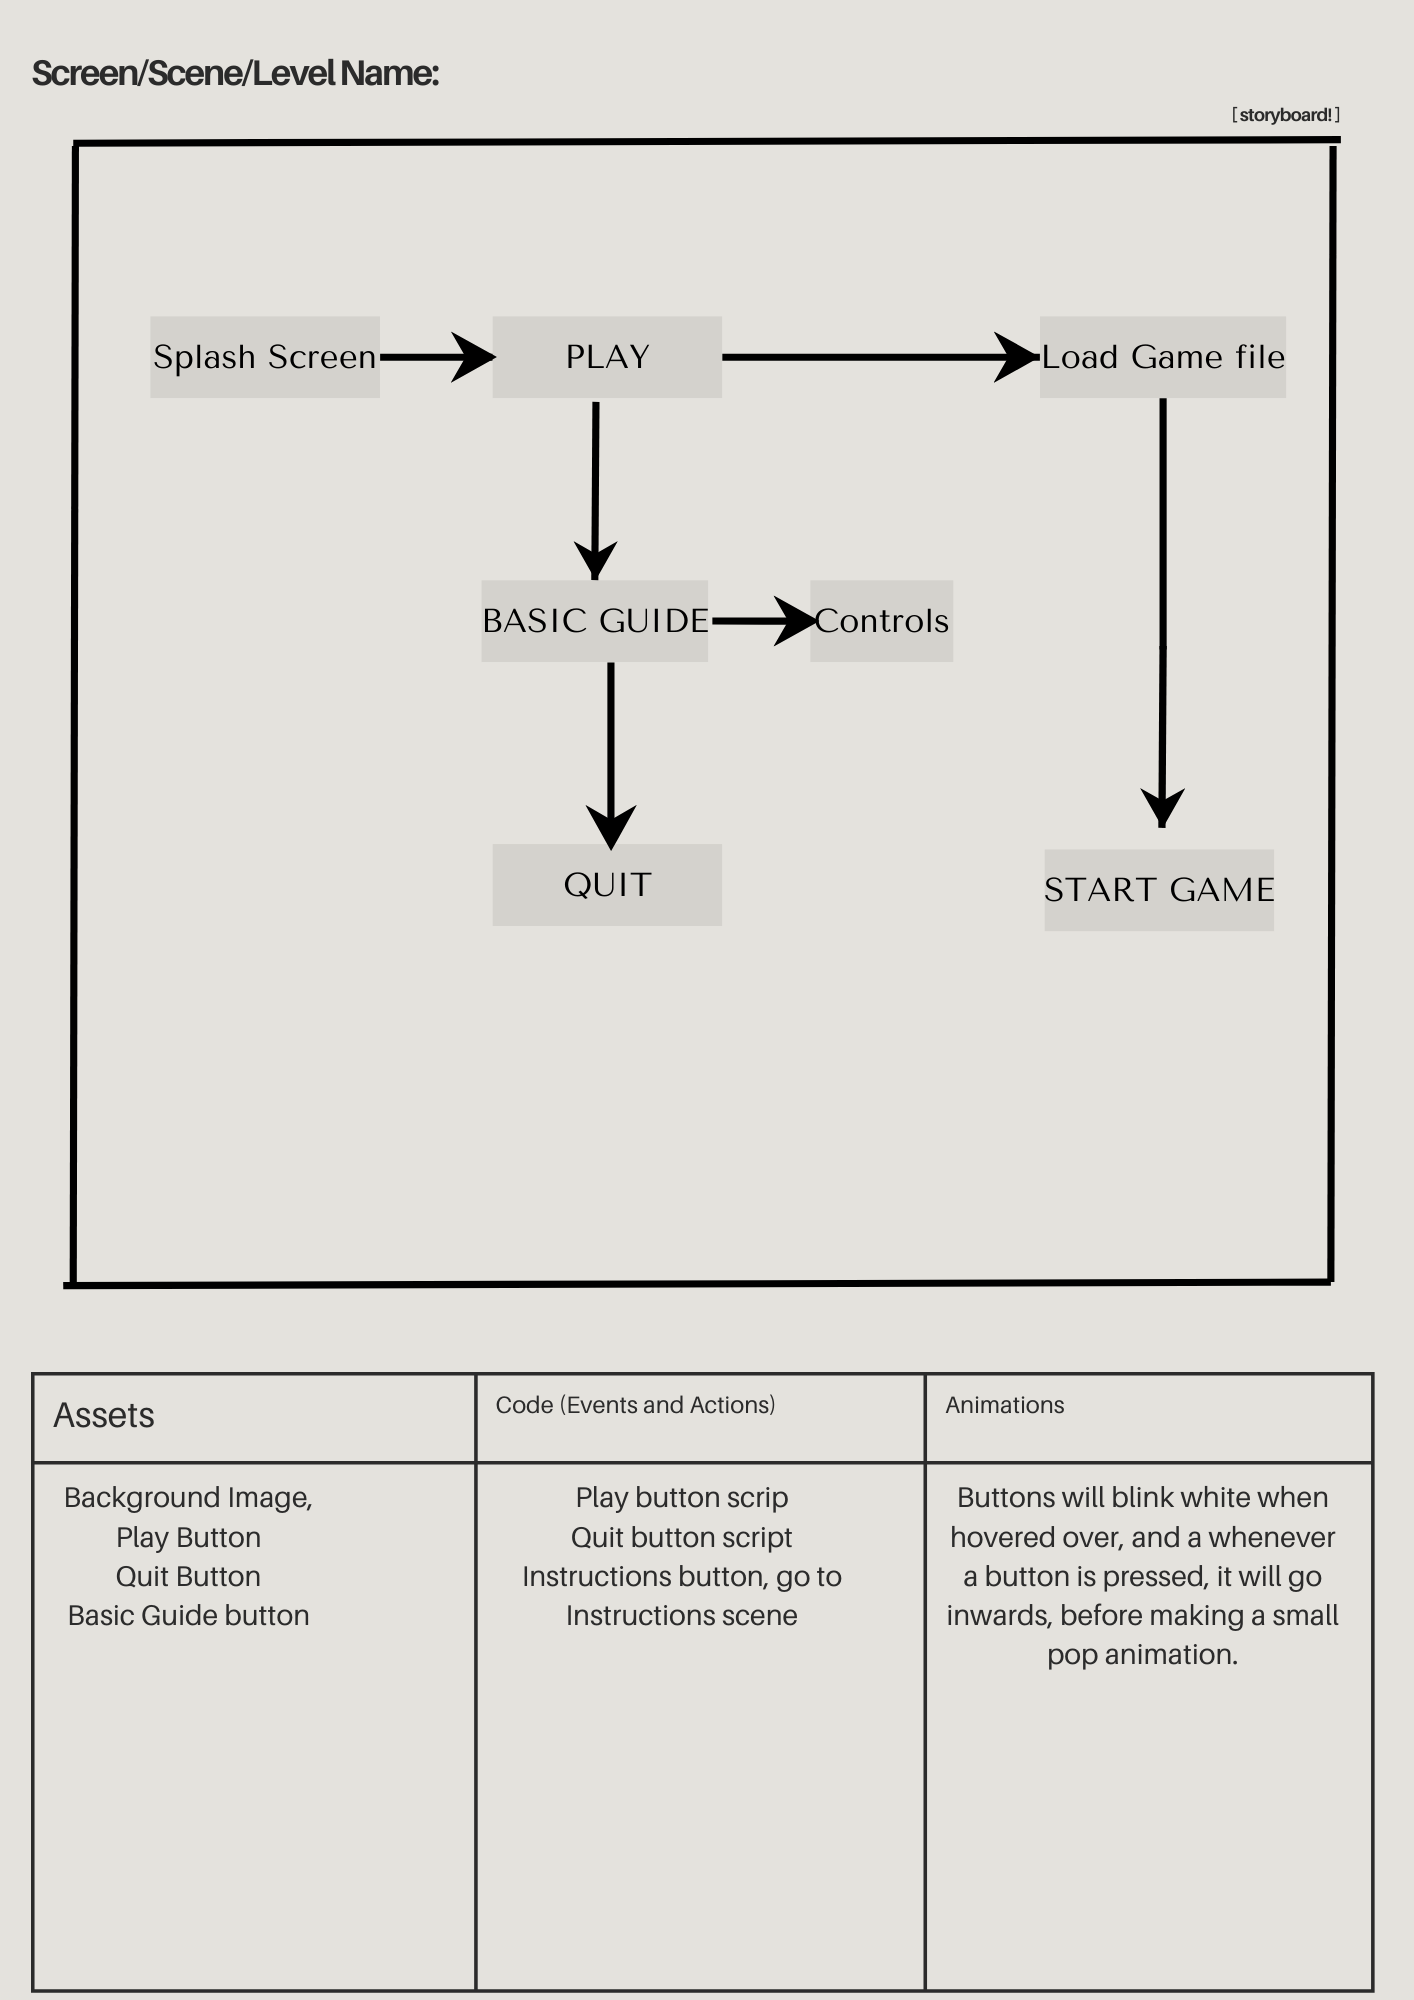 Screen/Scene/Level Name:
[storyboard!]
Splash Screen
PLAY
Load Game file
BASIC GUIDE
Controls
QUIT
START GAME
Assets
Code (Events and Actions)
Animations
Background Image,
Play Button
Quit Button
Basic Guide button
Play button scrip
Quit button script
Instructions button, go to
Instructions scene
Buttons will blink white when
hovered over, and a whenever
a button is pressed, it will go
inwards, before making a small
pop animation.